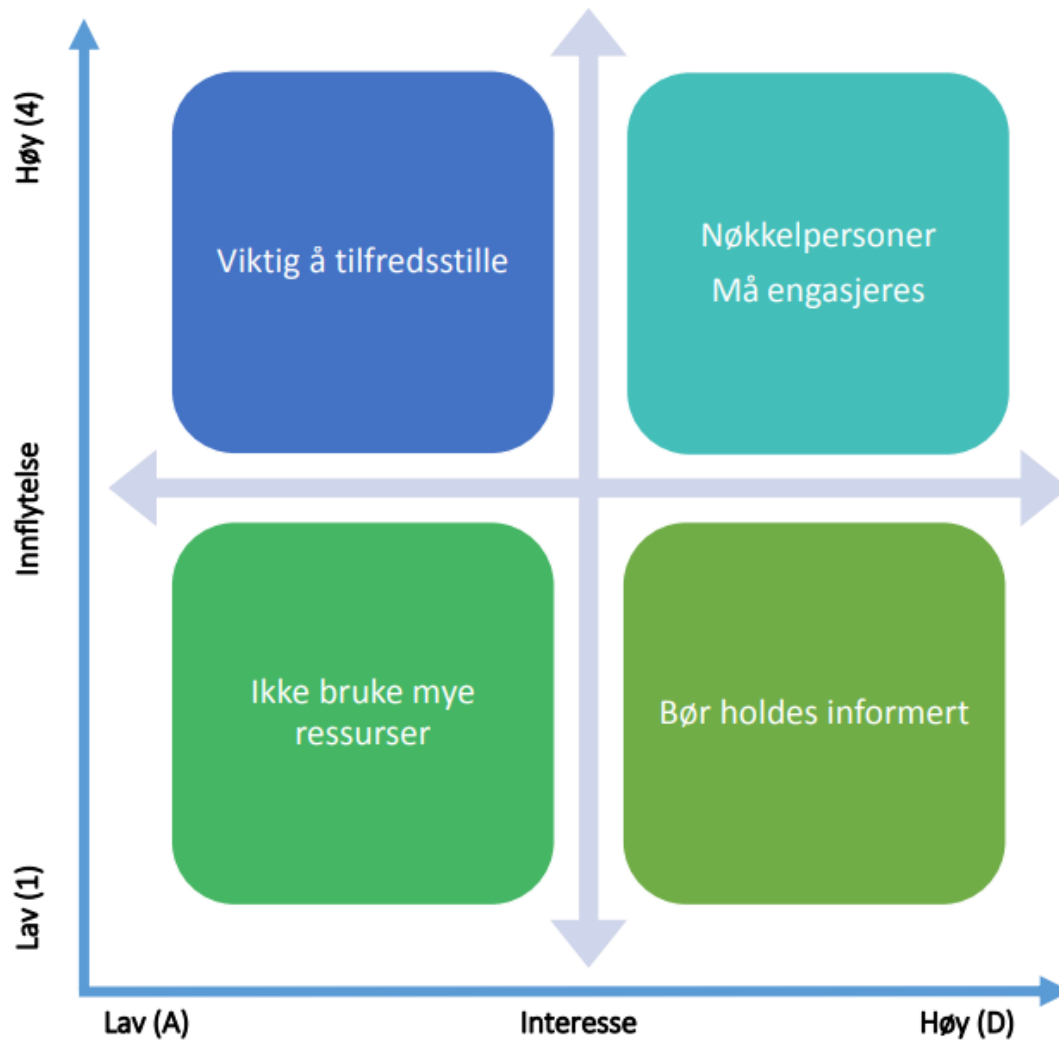 Høy (4)
Viktig å tilfredsstille
Nøkkelpersoner
Må engasjeres
Innflytelse
Ikke bruke mye
ressurser
Bør holdes informert
Lav (1)
Lav (A)
Interesse
Høy (D)